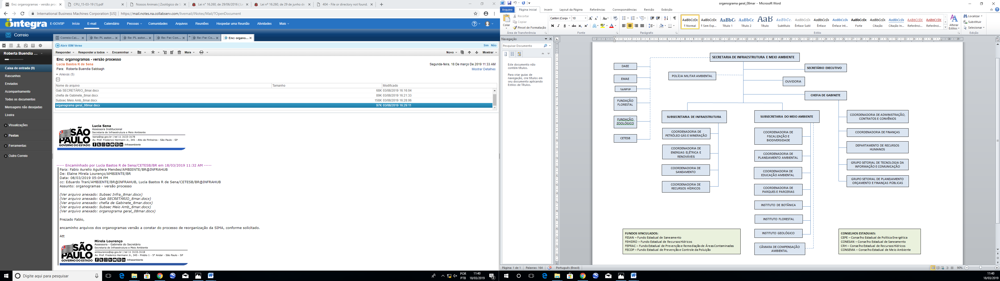 Enc: organogramas - versão pro
CPU_15-03-19 (1).pdf
Nossos Animais | Zoológico de S
Lei n° 16.260, de 29/06/2016 ( Le
Lei nº 16.260, de 29 de junho de
404 - File or directory not found.
International Business Machines Corporation [US] | https://mail.notes.na.collabserv.com/livemail/iNotes/Mail/?OpenDocument
integra
E-GOVSP Início E-mail Calendário Pessoas Comunidades Arquivos Reuniões Hospedar uma Reunião Atividades Mais
Correio
Correio-Cai...
Re: PL autor...
Re: PL autor...
Re: Fw: Con...
Re: Fw: Co...
Enc: organo...
Abrir IBM Verse
Sim Não
Responder Responder a todos Encaminhar Mais
Novo Mostrar
Roberta Buendia ...
Caixa de entrada (9)
Rascunhos
Enviados
Acompanhamento
Todos os documentos
Mensagens não desejadas
Lixeira
Visualizações
Pastas
Ferramentas
Outro Correio
Enc: organogramas - versão processo
Lucia Bastos R de Sena
Segunda-feira, 18 De março De 2019 11:33 AM
Para: Roberta Buendia Sabbagh
Mostrar Detalhes
Anexos (5)
Nome do arquivo Tamanho Modificado
Gab SECRETÁRIO_8mar.docx 68K 03/08/2019 16:16:04
chefia de Gabinete_8mar.docx 89K 03/08/2019 16:21:33
Subsec Meio Amb_8mar.docx 158K 03/08/2019 16:28:06
organograma geral_08mar.docx 97K 03/08/2019 16:29:11
SÃO PAULO
GOVERNO DO ESTADO
Lucia Sena
Assessora Institucional
Secretaria de Infraestrutura e Meio Ambiente
lsena@sp.gov.br | tel 11 3133-3178
Av. Prof. Frederico Hermann Jr., 345 - Alto de Pinheiros - São Paulo - SP
/infraeambiente
----- Encaminhado por Lucia Bastos R de Sena/CETESB/BR em 18/03/2019 11:32 AM -----
Para: Fabio Aurelio Aguilera Mendes/AMBIENTE/BR@INFRAHUB
De: Elaine Mirela Lourenço/AMBIENTE/BR
Data: 08/03/2019 05:04 PM
cc: Eduardo Trani/AMBIENTE/BR@INFRAHUB, Lucia Bastos R de Sena/CETESB/BR@INFRAHUB
Assunto: organogramas - versão processo
(Ver arquivo anexado: Subsec Infra_8mar.docx)
(Ver arquivo anexado: Gab SECRETÁRIO_8mar.docx)
(Ver arquivo anexado: chefia de Gabinete_8mar.docx)
(Ver arquivo anexado: Subsec Meio Amb_8mar.docx)
(Ver arquivo anexado: organograma geral_08mar.docx)
Prezado Fabio,
encaminho arquivos dos organogramas versão a constar do processo de reorganização da SIMA, conforme solicitado.
Att
SÃO PAULO
GOVERNO DO ESTADO
Mirela Lourenço
Assessora - Gabinete do Secretário
Secretaria de Infraestrutura e Meio Ambiente
emlourenco@sp.gov.br | tel 11 3133-3118
Av. Prof. Frederico Hermann Jr., 345 - Prédio 1 - 5° Andar - São Paulo - SP
/infraeambiente
Digite aqui para pesquisar
POR
PTB
11:40
18/03/2019
2
organograma geral_08mar - Microsoft Word
Arquivo Página Inicial Inserir Layout da Página Referências Correspondências Revisão Exibição
Colar
Recortar
Copiar
Pincel de Formatação
Área de Transferência
Calibri (Corpo 10
N I S abc
Fonte
Parágrafo
¶ Normal
¶ Sem Esp...
Título 1
Título 2
Título
Subtítulo
Ênfase Sutil
Ênfase
Ênfase Int...
Forte
Citação
Citação In...
Referênci...
Referênci...
Estilo
Alterar Estilos
Localizar
Substituir
Selecionar
Edição
Navegação
Pesquisar Documento
Este documento não
contém títulos.
Para criar guias de
navegação, crie títulos em
seu documento aplicando
Estilos de Títulos.
SECRETARIA DE INFRAESTRUTURA E MEIO AMBIENTE
SECRETÁRIO EXECUTIVO
POLÍCIA MILITAR AMBIENTAL
OUVIDORIA
CHEFIA DE GABINETE
DAEE
EMAE
SABESP
FUNDAÇÃO
FLORESTAL
FUNDAÇÃO
ZOOLÓGICO
CETESB
SUBSECRETARIA DE INFRAESTRUTURA
COORDENADORIA DE
PETRÓLEO GÁS E MINERAÇÃO
COORDENADORIA DE
ENERGIAS ELÉTRICA E
RENOVÁVEIS
COORDENADORIA DE
SANEAMENTO
COORDENADORIA DE
RECURSOS HÍDRICOS
SUBSECRETARIA DO MEIO AMBIENTE
COORDENADORIA DE
FISCALIZAÇÃO E
BIODIVERSIDADE
COORDENADORIA DE
PLANEJAMENTO AMBIENTAL
COORDENADORIA DE
EDUCAÇÃO AMBIENTAL
COORDENADORIA DE
PARQUES E PARCERIAS
INSTITUTO DE BOTÂNICA
INSTITUTO FLORESTAL
INSTITUTO GEOLÓGICO
CÂMARA DE COMPENSAÇÃO
AMBIENTAL
COORDENADORIA DE ADMINISTRAÇÃO,
CONTRATOS E CONVÊNIOS
COORDENADORIA DE FINANÇAS
DEPARTAMENTO DE RECURSOS
HUMANOS
GRUPO SETORIAL DE TECNOLOGIA DA
INFORMAÇÃO E COMUNICAÇÃO
GRUPO SETORIAL DE PLANEJAMENTO
ORÇAMENTO E FINANÇAS PÚBLICAS
FUNDOS VINCULADOS:
FESAN – Fundo Estadual de Saneamento
FEHIDRO – Fundo Estadual de Recursos Hídricos
FEPRAC – Fundo Estadual de Prevenção e Remediação de Áreas Contaminadas
FECOP – Fundo Estadual de Prevenção e Controle da Poluição
CONSELHOS ESTADUAIS:
CEPE – Conselho Estadual de Política Energética
CONESAN – Conselho Estadual de Saneamento
CRH – Conselho Estadual de Recursos Hídricos
CONSEMA – Conselho Estadual de Meio Ambiente
Página: 1 de 1 Palavras: 164 Português (Brasil)
90%
11:40
18/03/2019